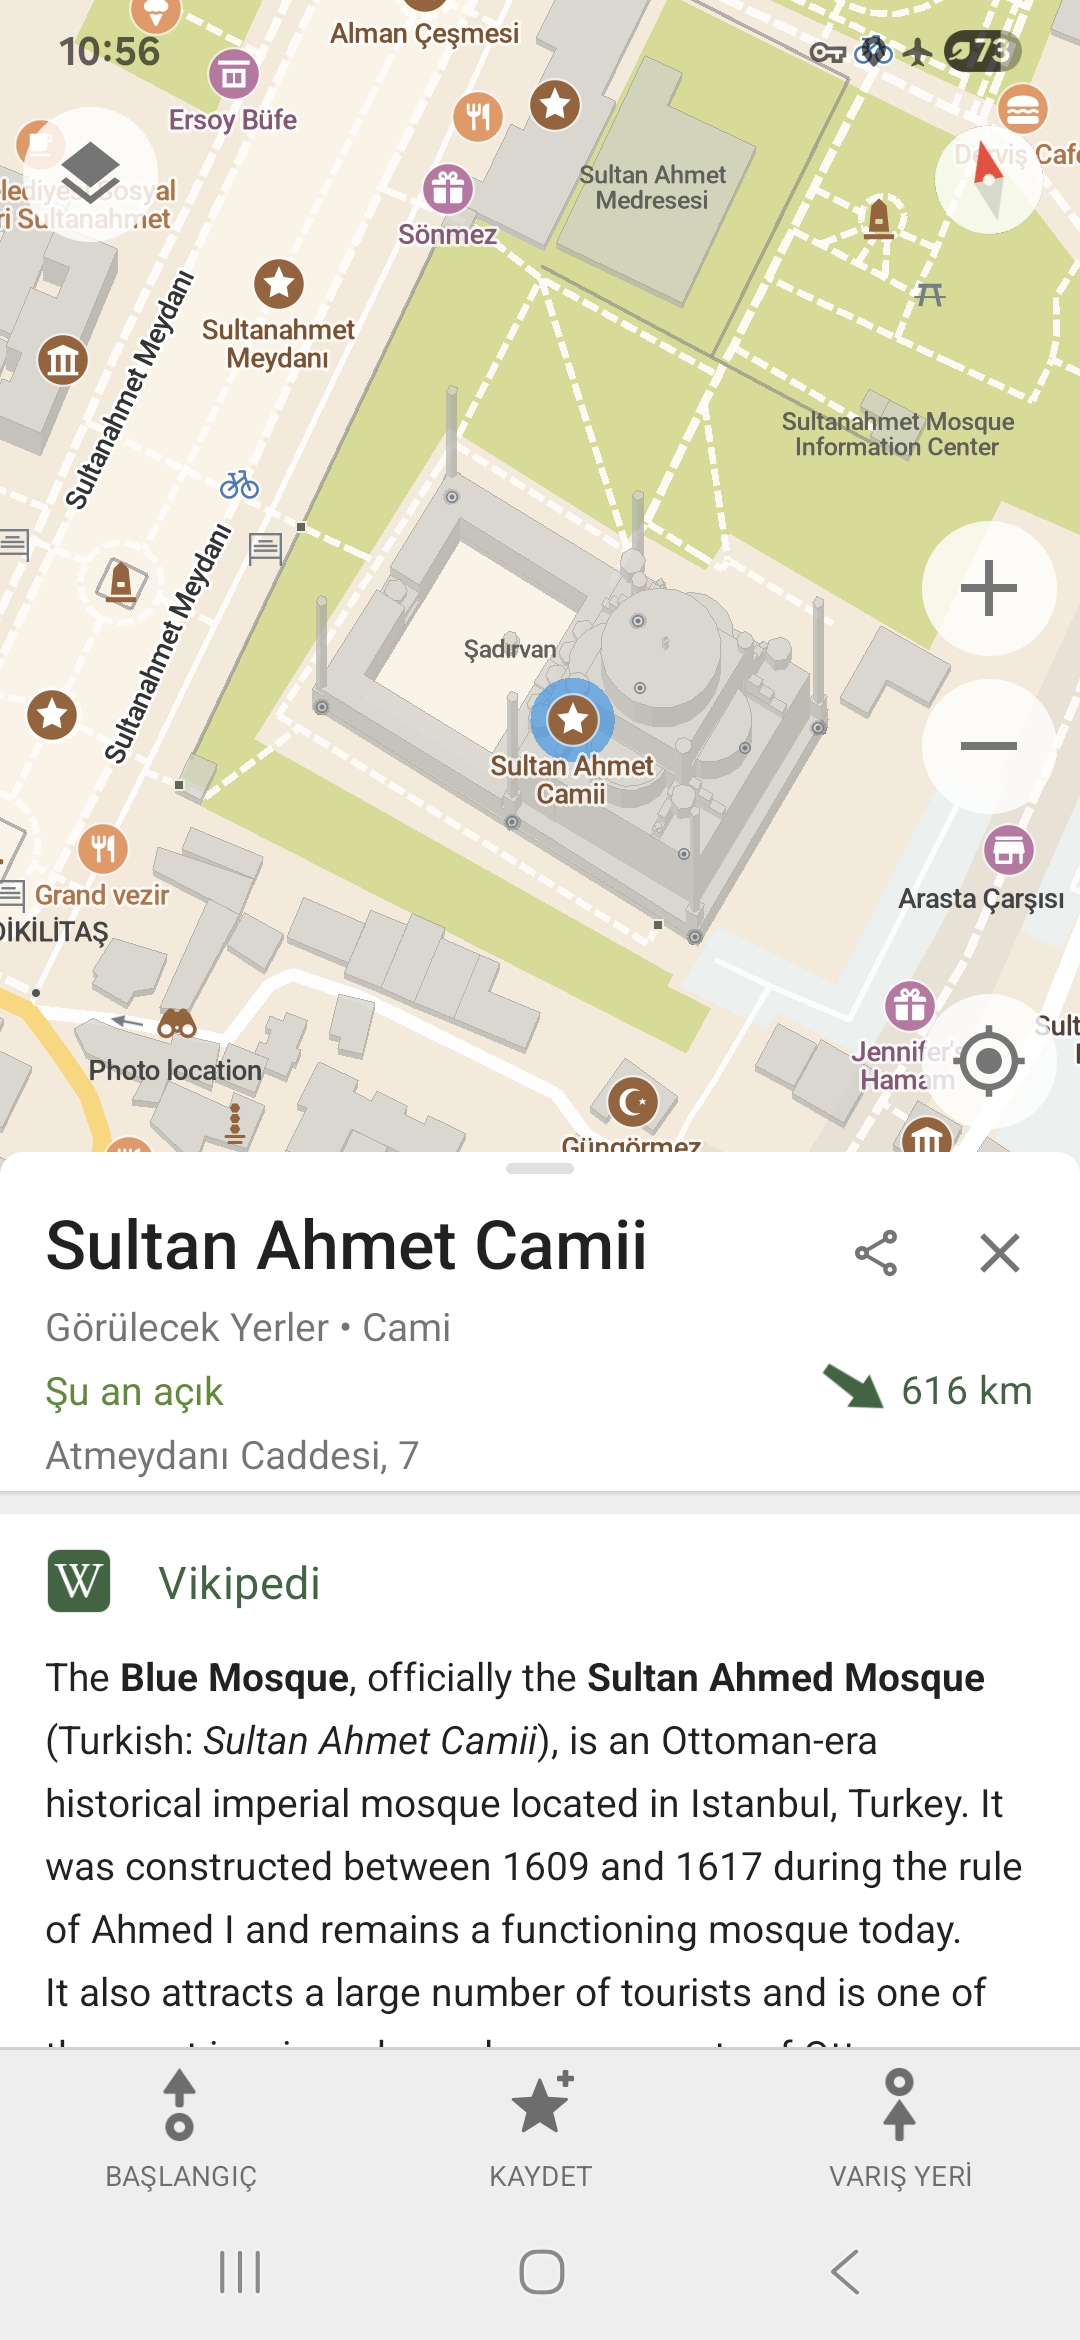 Alman Çeşmesi
10:56
73
Ersoy Büfe
Derviş Cafe
Sultan Ahmet
Medresesi
Sönmez
Sultanahmet
Meydanı
Sultanahmet Meydanı
Sultanahmet Mosque
Information Center
Sultanahmet Meydanı
Şadırvan
Sultan Ahmet
Camii
Grand vezir
DİKİLİTAŞ
Arasta Çarşısı
Photo location
Jennifer's
Hamam
Güngörmez
Sultan Ahmet Camii
Görülecek Yerler • Cami
Şu an açık
616 km
Atmeydanı Caddesi, 7
W
Vikipedi
The Blue Mosque, officially the Sultan Ahmed Mosque
(Turkish: Sultan Ahmet Camii), is an Ottoman-era
historical imperial mosque located in Istanbul, Turkey. It
was constructed between 1609 and 1617 during the rule
of Ahmed I and remains a functioning mosque today.
It also attracts a large number of tourists and is one of
BAŞLANGIÇ
KAYDET
VARIŞ YERİ